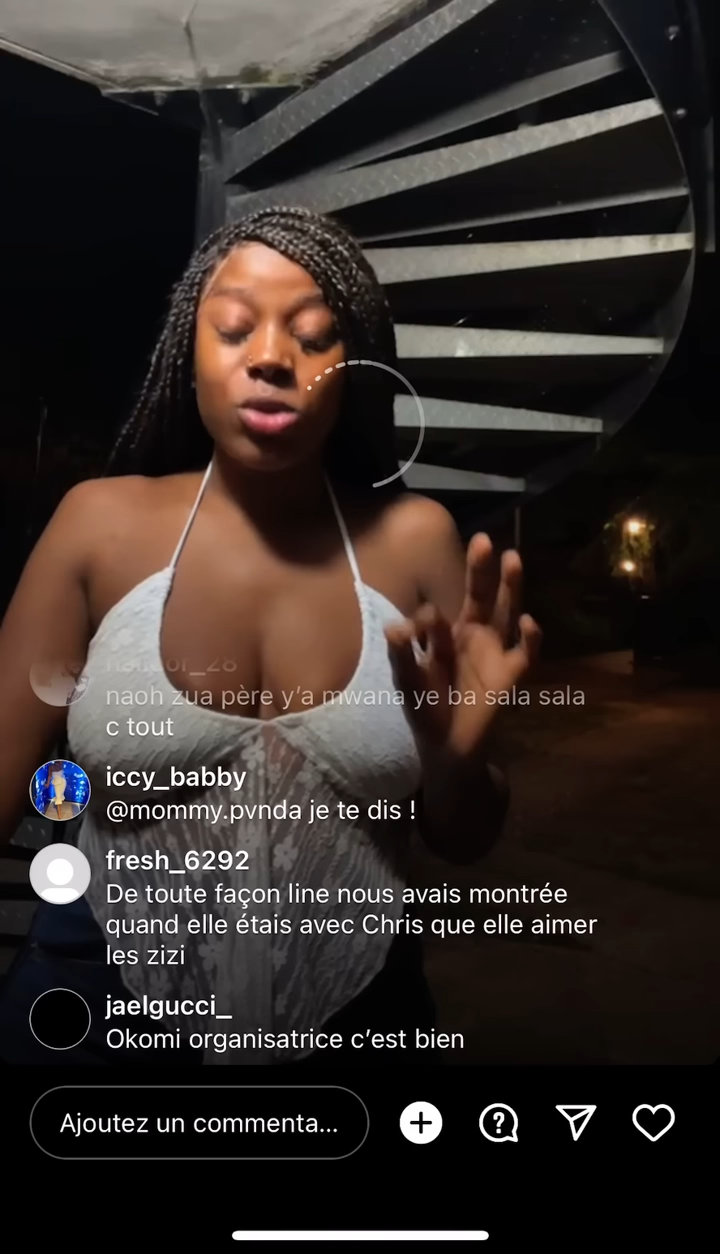 naoh zua père y’a mwana ye ba sala sala
c tout
iccy_babby
@mommy.pvnda je te dis !
fresh_6292
De toute façon line nous avais montrée
quand elle étais avec Chris que elle aimer
les zizi
jaelgucci_
Okomi organisatrice c’est bien
Ajoutez un commenta...